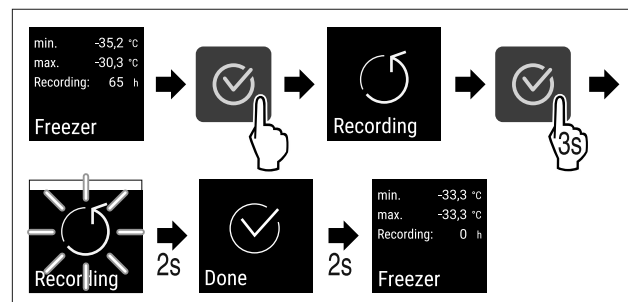 min. -35,2 °C
max. -30,3 °C
Recording: 65 h
Freezer
Recording
3s
Recording
2s
Done
2s
min. -33,3 °C
max. -33,3 °C
Recording: 0 h
Freezer